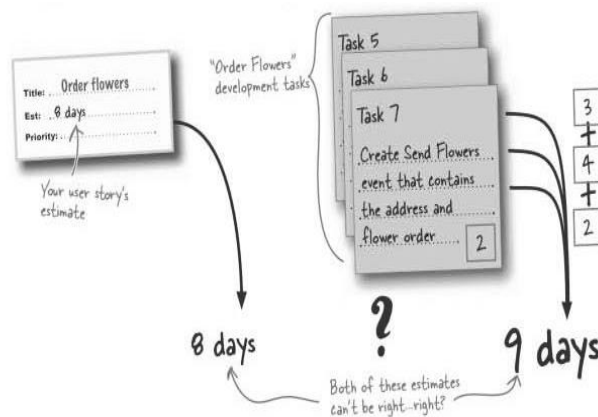 Title: Order flowers
Est: 8 days
Priority:
Your user story's
estimate
8 days
"Order Flowers"
development tasks
Task 5
Task 6
Task 7
Create Send Flowers
event that contains
the address and
flower order
2
3
+
4
+
2
?
9 days
Both of these estimates
can't be right...right?